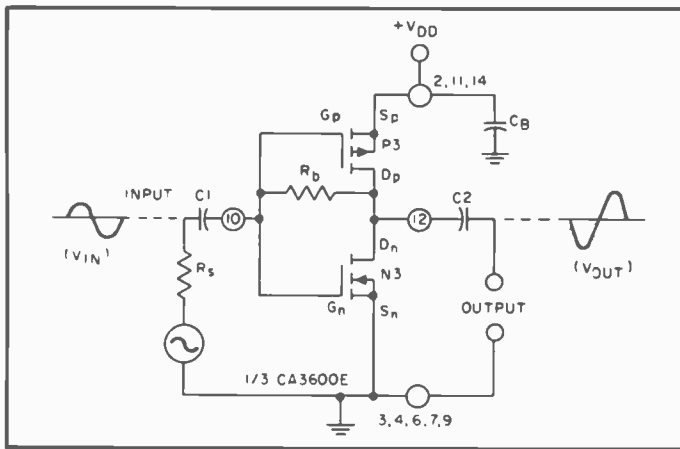 +VDD
2, 11, 14
Gp
Sp
CB
P3
Rb
Dp
INPUT
C1
10
12
C2
(VIN)
Dn
(VOUT)
Rs
N3
Gn
Sn
OUTPUT
1/3 CA3600E
3, 4, 6, 7, 9